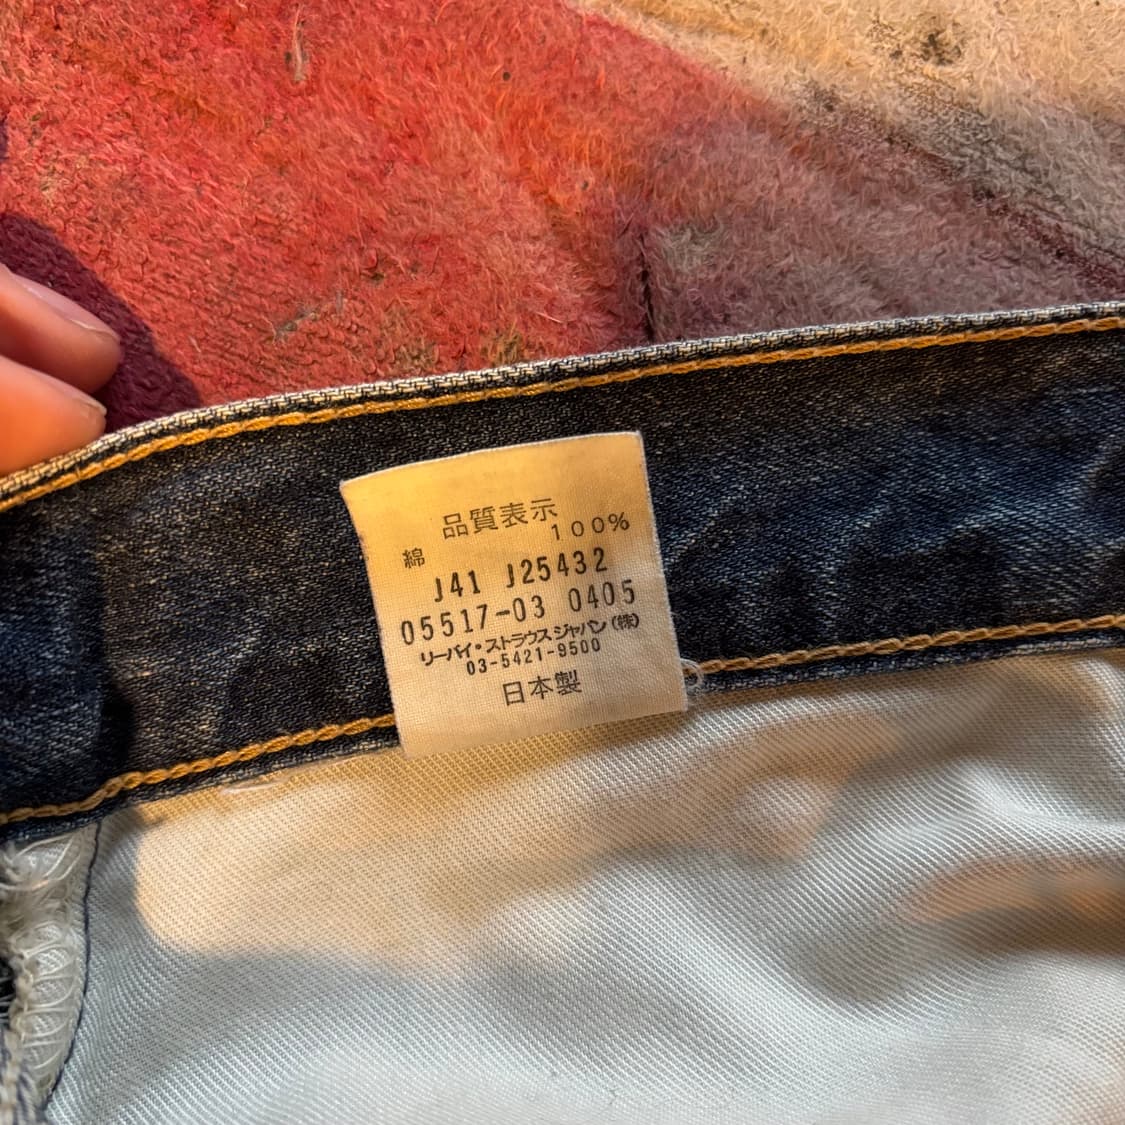 品質表示
綿 100%
J41 J25432
05517-03 0405
リーバイ・ストラウスジャパン(株)
03-5421-9500
日本製